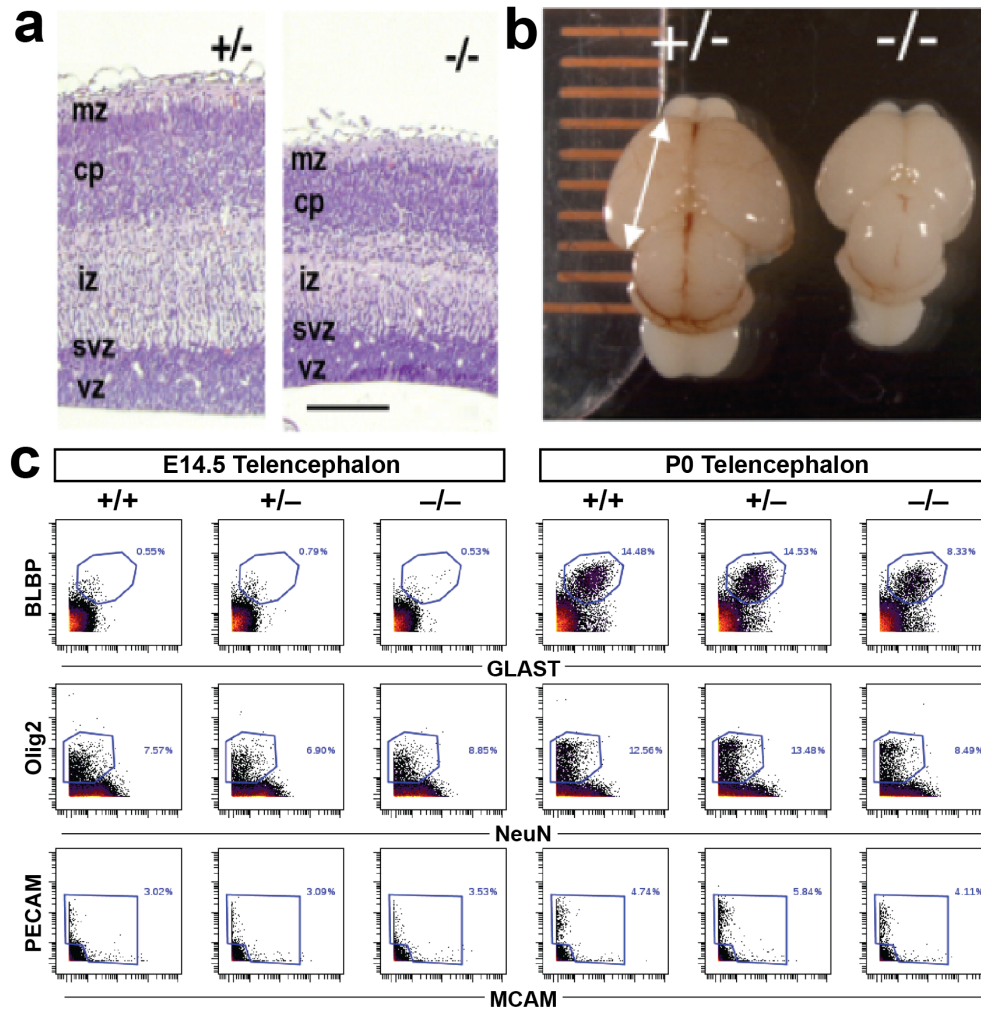 a
+/-
-/-
mz
cp
iz
svz
vz
mz
cp
iz
svz
vz
b
+/-
-/-
c
E14.5 Telencephalon
P0 Telencephalon
+/+
+/–
–/–
+/+
+/–
–/–
BLBP
0.55%
0.79%
0.53%
14.48%
14.53%
8.33%
GLAST
Olig2
7.57%
6.90%
8.85%
12.56%
13.48%
8.49%
NeuN
PECAM
3.02%
3.09%
3.53%
4.74%
5.84%
4.11%
MCAM